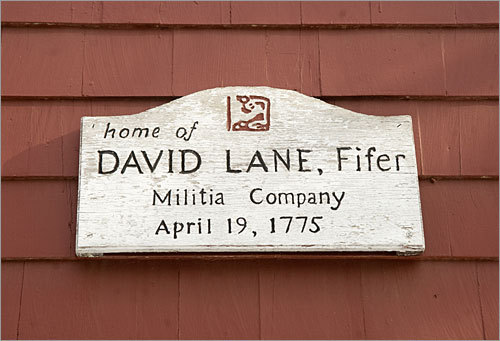 home of
DAVID LANE, Fifer
Militia Company
April 19, 1775